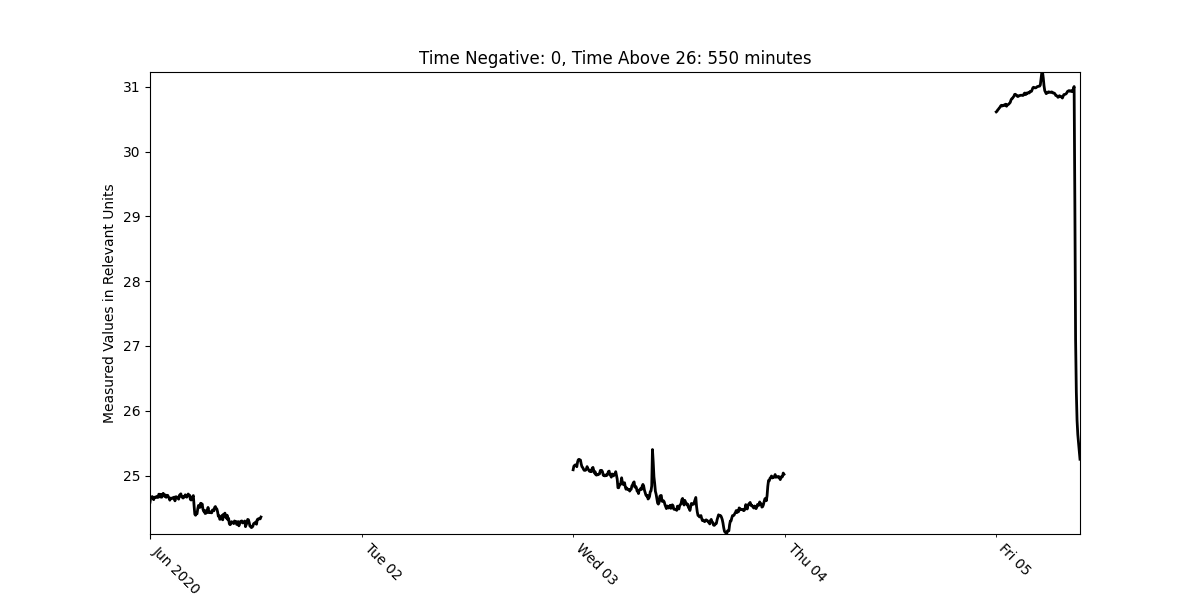 Time Negative: 0, Time Above 26: 550 minutes
Measured Values in Relevant Units
31
30
29
28
27
26
25
Jun 2020
Tue 02
Wed 03
Thu 04
Fri 05